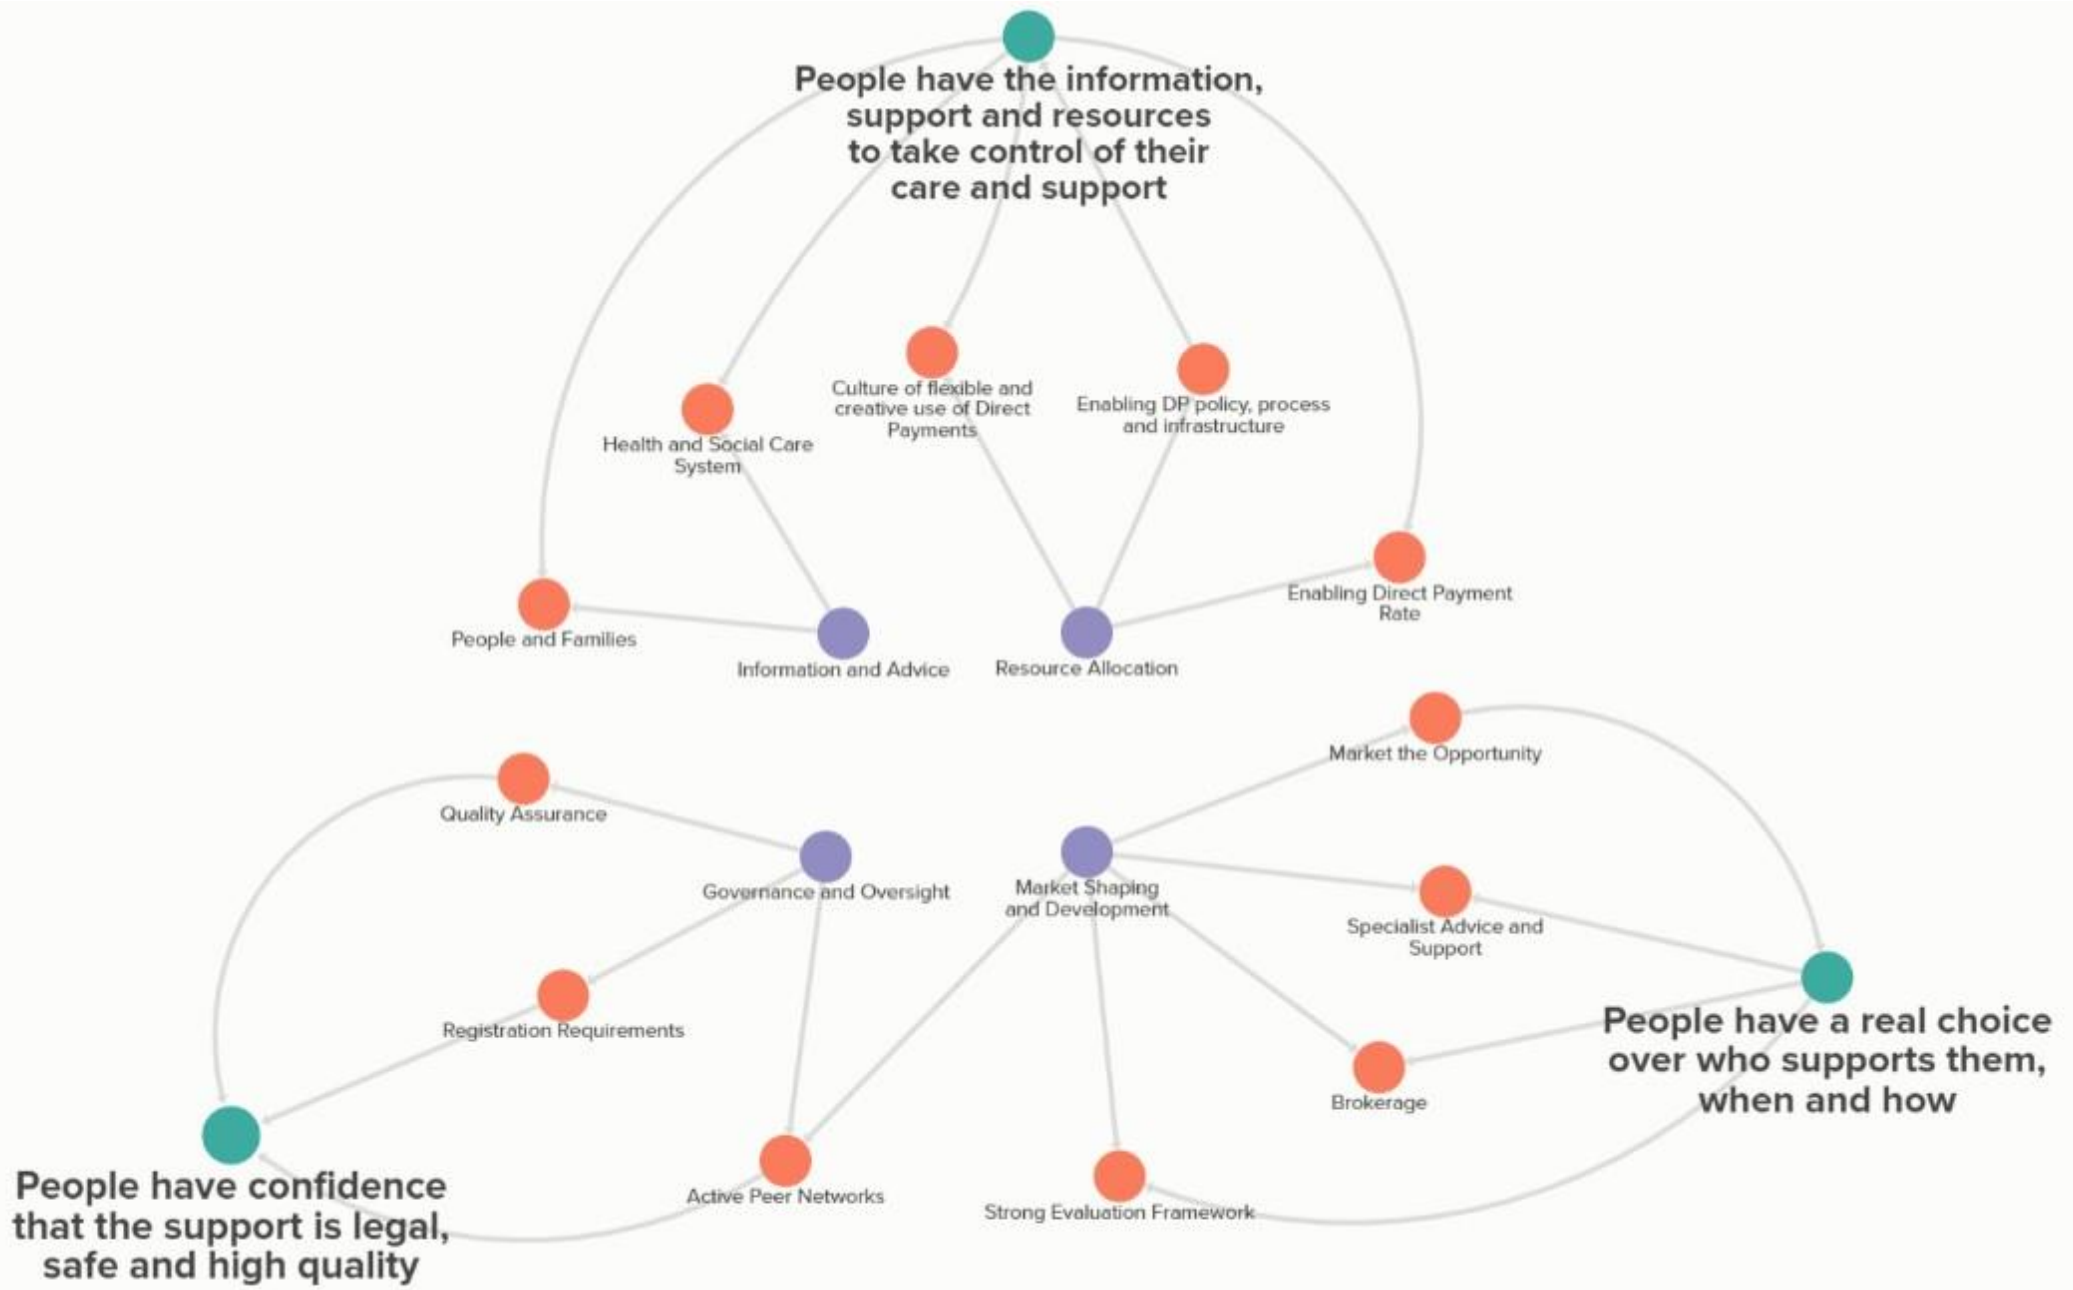 People have the information,
support and resources
to take control of their
care and support
Culture of flexible and
creative use of Direct
Payments
Enabling DP policy, process
and infrastructure
Health and Social Care
System
Enabling Direct Payment
Rate
People and Families
Information and Advice
Resource Allocation
Market the Opportunity
Quality Assurance
Governance and Oversight
Market Shaping
and Development
Specialist Advice and
Support
Registration Requirements
People have a real choice
over who supports them,
when and how
Brokerage
People have confidence
that the support is legal,
safe and high quality
Active Peer Networks
Strong Evaluation Framework